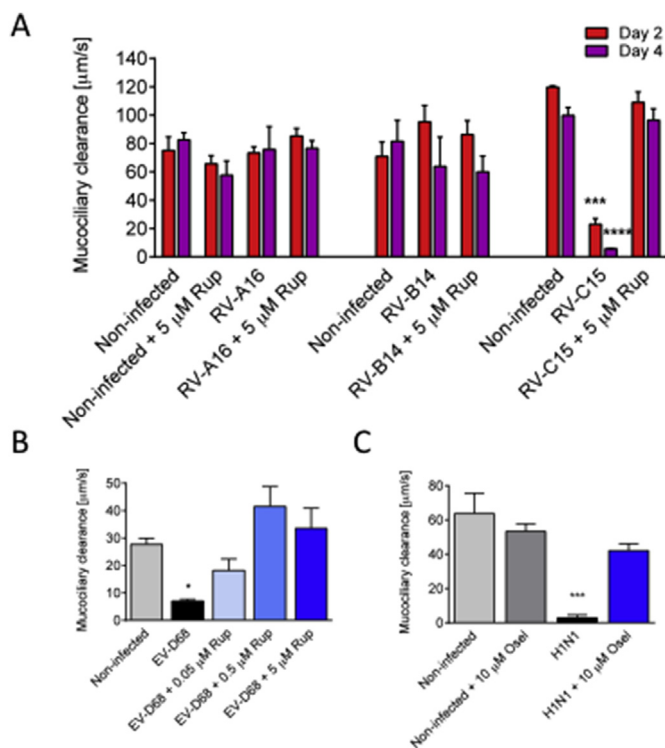 A
Day 2
Day 4
Mucociliary clearance [μm/s]
140
120
100
80
60
40
20
0
***
****
Non-infected
Non-infected + 5 μM Rup
RV-A16
RV-A16 + 5 μM Rup
Non-infected
RV-B14
RV-B14 + 5 μM Rup
Non-infected
RV-C15
RV-C15 + 5 μM Rup
B
Mucociliary clearance [μm/s]
50
40
30
20
10
0
*
Non-infected
EV-D68
EV-D68 + 0.05 μM Rup
EV-D68 + 0.5 μM Rup
EV-D68 + 5 μM Rup
C
Mucociliary clearance [μm/s]
80
60
40
20
0
***
Non-infected
Non-infected + 10 μM Osel
H1N1
H1N1 + 10 μM Osel